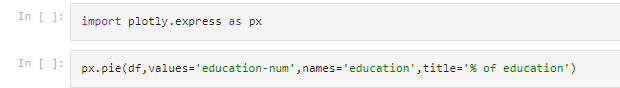 In [ ]: import plotly.express as px
In [ ]: px.pie(df,values='education-num',names='education',title='% of education')